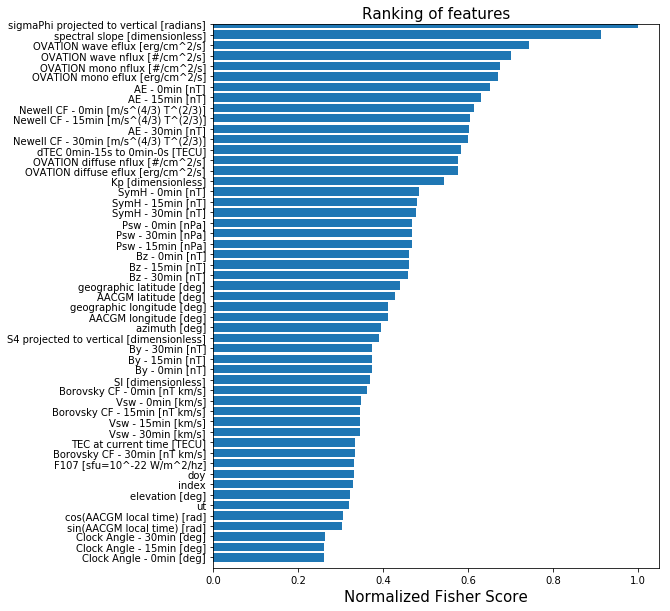 Ranking of features
sigmaPhi projected to vertical [radians]
spectral slope [dimensionless]
OVATION wave eflux [erg/cm^2/s]
OVATION wave nflux [#/cm^2/s]
OVATION mono nflux [#/cm^2/s]
OVATION mono eflux [erg/cm^2/s]
AE - 0min [nT]
AE - 15min [nT]
Newell CF - 0min [m/s^(4/3) T^(2/3)]
Newell CF - 15min [m/s^(4/3) T^(2/3)]
AE - 30min [nT]
Newell CF - 30min [m/s^(4/3) T^(2/3)]
dTEC 0min-15s to 0min-0s [TECU]
OVATION diffuse nflux [#/cm^2/s]
OVATION diffuse eflux [erg/cm^2/s]
Kp [dimensionless]
SymH - 0min [nT]
SymH - 15min [nT]
SymH - 30min [nT]
Psw - 0min [nPa]
Psw - 30min [nPa]
Psw - 15min [nPa]
Bz - 0min [nT]
Bz - 15min [nT]
Bz - 30min [nT]
geographic latitude [deg]
AACGM latitude [deg]
geographic longitude [deg]
AACGM longitude [deg]
azimuth [deg]
S4 projected to vertical [dimensionless]
By - 30min [nT]
By - 15min [nT]
By - 0min [nT]
SI [dimensionless]
Borovsky CF - 0min [nT km/s]
Vsw - 0min [km/s]
Borovsky CF - 15min [nT km/s]
Vsw - 15min [km/s]
Vsw - 30min [km/s]
TEC at current time [TECU]
Borovsky CF - 30min [nT km/s]
F107 [sfu=10^-22 W/m^2/hz]
doy
index
elevation [deg]
ut
cos(AACGM local time) [rad]
sin(AACGM local time) [rad]
Clock Angle - 30min [deg]
Clock Angle - 15min [deg]
Clock Angle - 0min [deg]
0.0 0.2 0.4 0.6 0.8 1.0
Normalized Fisher Score